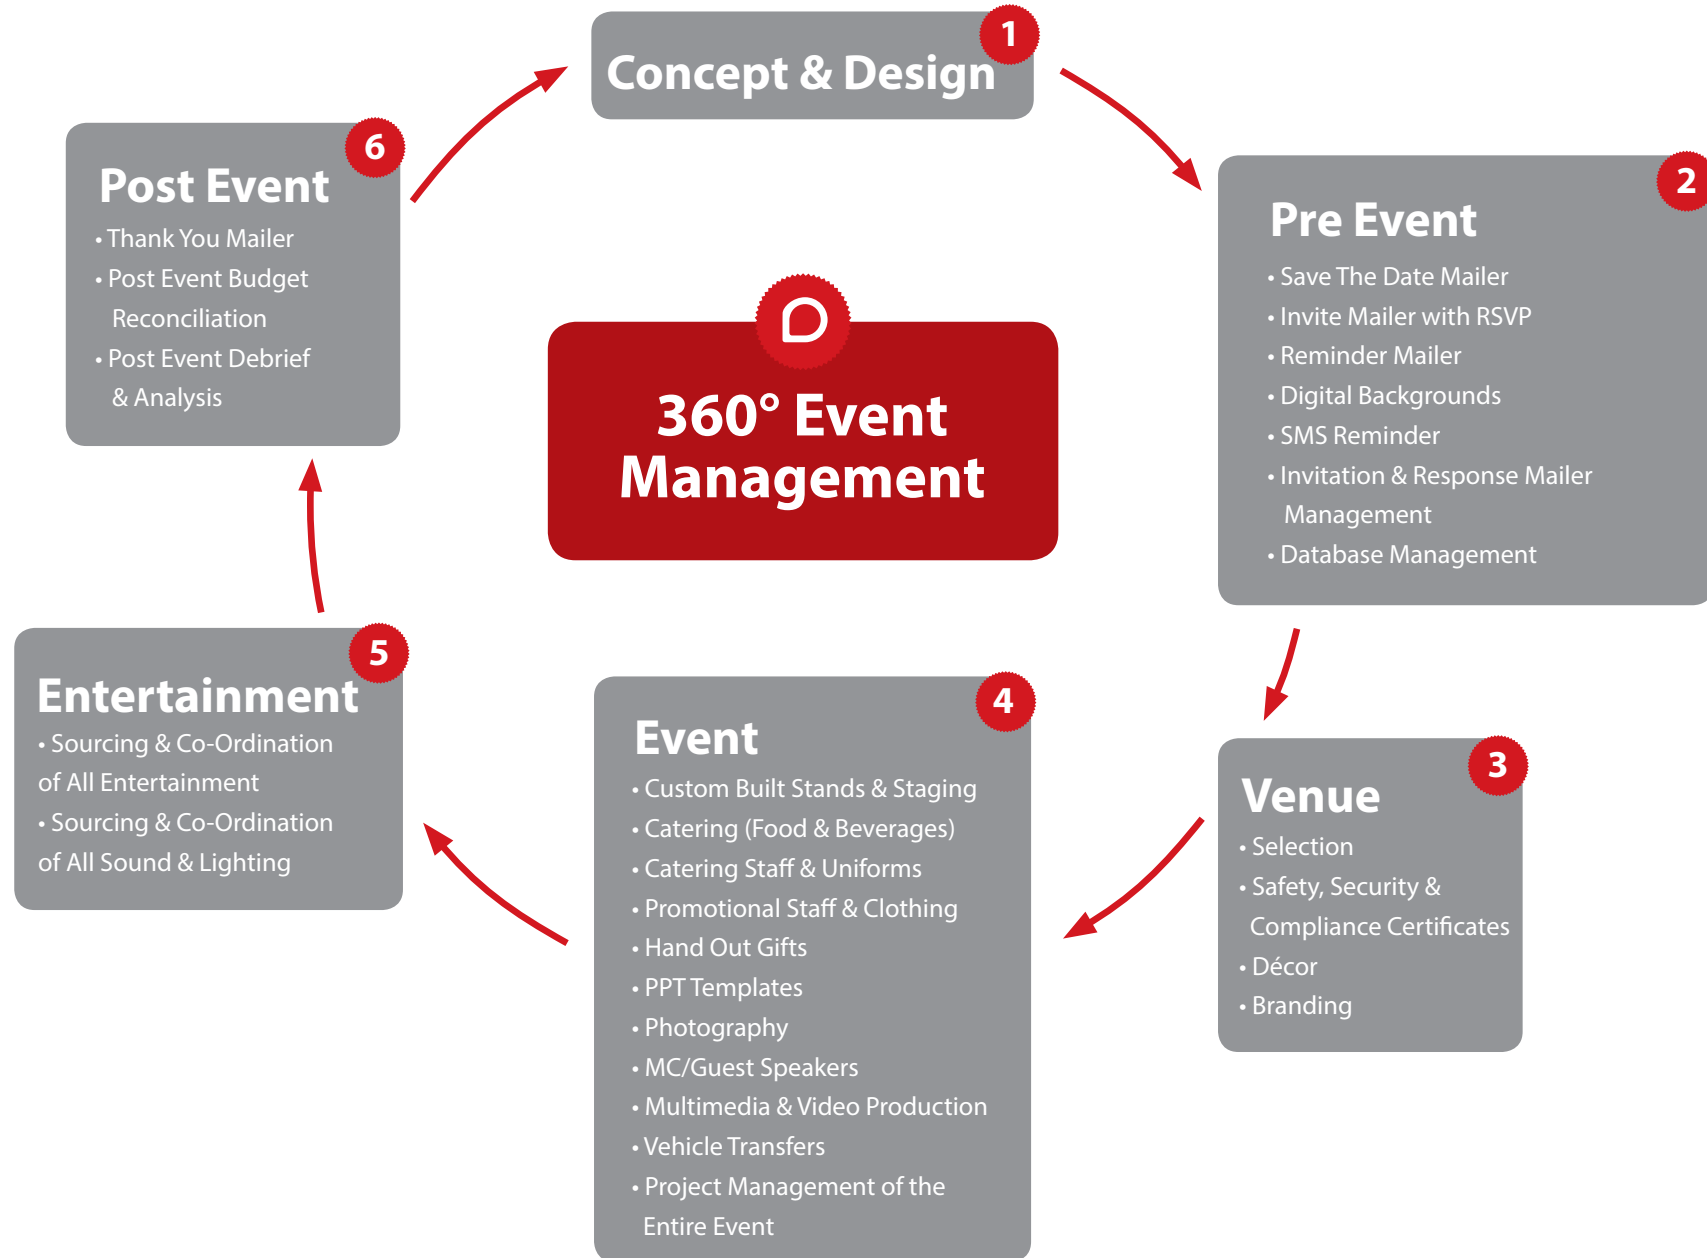 1
Concept & Design
2
Pre Event
• Save The Date Mailer
• Invite Mailer with RSVP
• Reminder Mailer
• Digital Backgrounds
• SMS Reminder
• Invitation & Response Mailer
Management
• Database Management
3
Venue
• Selection
• Safety, Security &
Compliance Certificates
• Décor
• Branding
4
Event
• Custom Built Stands & Staging
• Catering (Food & Beverages)
• Catering Staff & Uniforms
• Promotional Staff & Clothing
• Hand Out Gifts
• PPT Templates
• Photography
• MC/Guest Speakers
• Multimedia & Video Production
• Vehicle Transfers
• Project Management of the
Entire Event
5
Entertainment
• Sourcing & Co-Ordination
of All Entertainment
• Sourcing & Co-Ordination
of All Sound & Lighting
6
Post Event
• Thank You Mailer
• Post Event Budget
Reconciliation
• Post Event Debrief
& Analysis
360° Event
Management